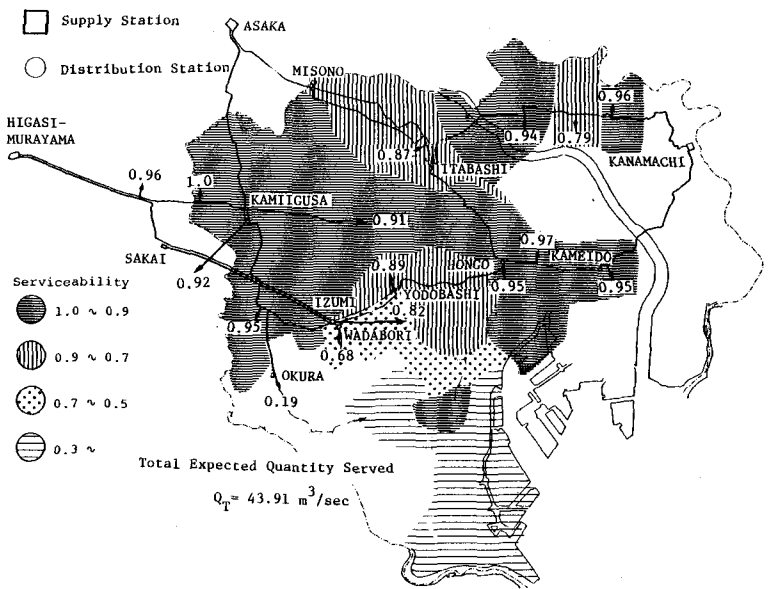 Supply Station
ASAKA
Distribution Station
MISONO
HIGASI-
MURAYAMA
0.96
0.94
0.79
0.87
ITABASHI
KANAMACHI
0.96
1.0
KAMIIGUSA
0.91
SAKAI
0.97
KAMEIDO
0.92
0.89
HONGO
0.95
0.95
Serviceability
1.0 ~ 0.9
IZUMI
YODOBASHI
0.82
0.95
WADABORI
0.9 ~ 0.7
0.68
OKURA
0.19
0.7 ~ 0.5
0.3 ~
Total Expected Quantity Served
Q_T= 43.91 m³/sec